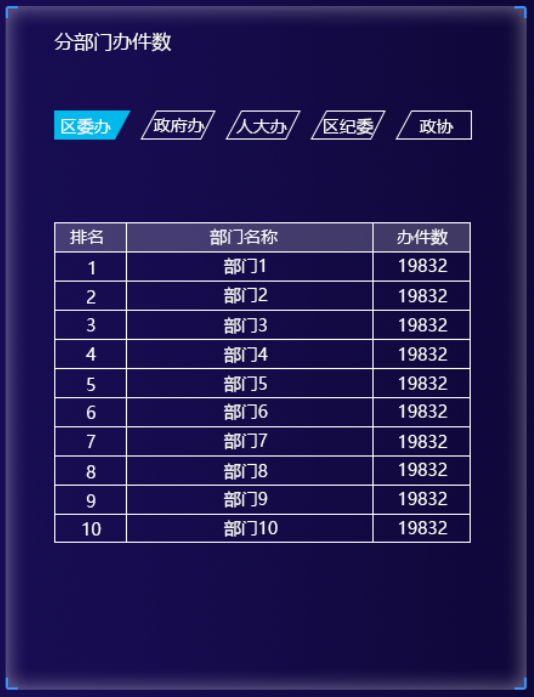 分部门办件数
区委办 政府办 人大办 区纪委 政协
排名 部门名称 办件数
1 部门1 19832
2 部门2 19832
3 部门3 19832
4 部门4 19832
5 部门5 19832
6 部门6 19832
7 部门7 19832
8 部门8 19832
9 部门9 19832
10 部门10 19832